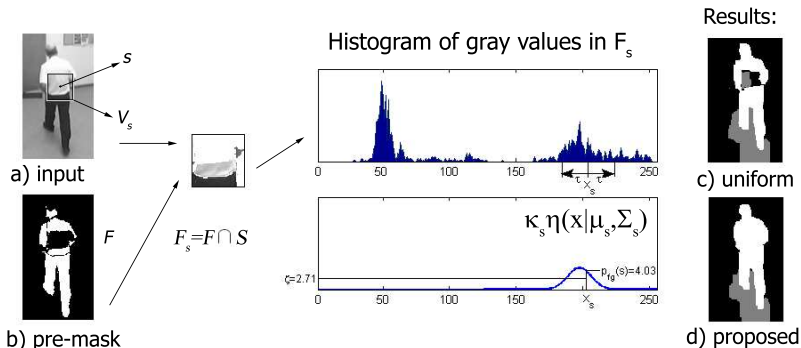 s
V_s
a) input
F
b) pre-mask
F_s=F∩S
Histogram of gray values in F_s
0 50 100 150 200 250
τ τ
x_s
κ_sη(x|μ_s,Σ_s)
ζ=2.71
p_fg(s)=4.03
0 50 100 150 200 250
x_s
Results:
c) uniform
d) proposed